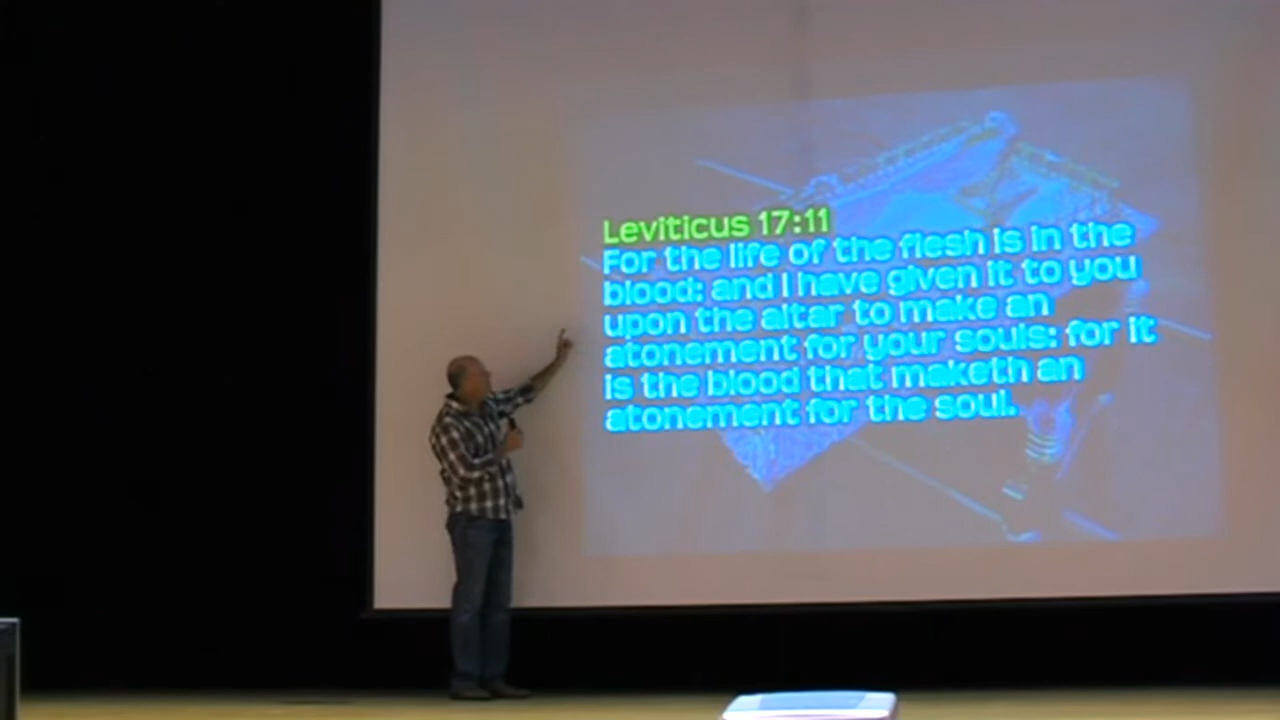 Leviticus 17:11
For the life of the flesh is in the
blood: and I have given it to you
upon the altar to make an
atonement for your souls: for it
is the blood that maketh an
atonement for the soul.